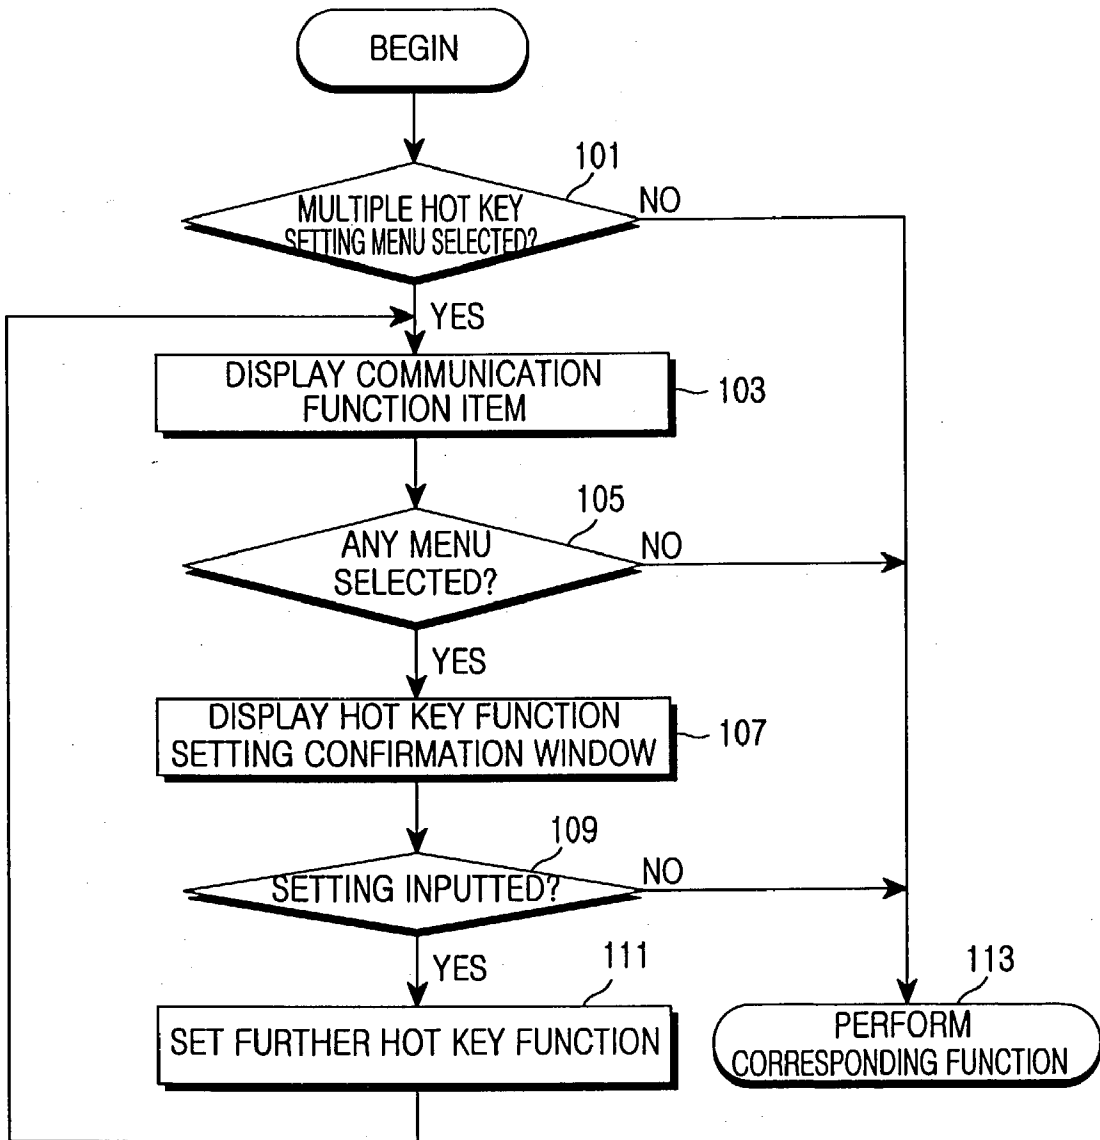 BEGIN
101
MULTIPLE HOT KEY
SETTING MENU SELECTED?
NO
YES
DISPLAY COMMUNICATION
FUNCTION ITEM
103
105
ANY MENU
SELECTED?
NO
YES
DISPLAY HOT KEY FUNCTION
SETTING CONFIRMATION WINDOW
107
109
SETTING INPUTTED?
NO
YES
111
SET FURTHER HOT KEY FUNCTION
113
PERFORM
CORRESPONDING FUNCTION